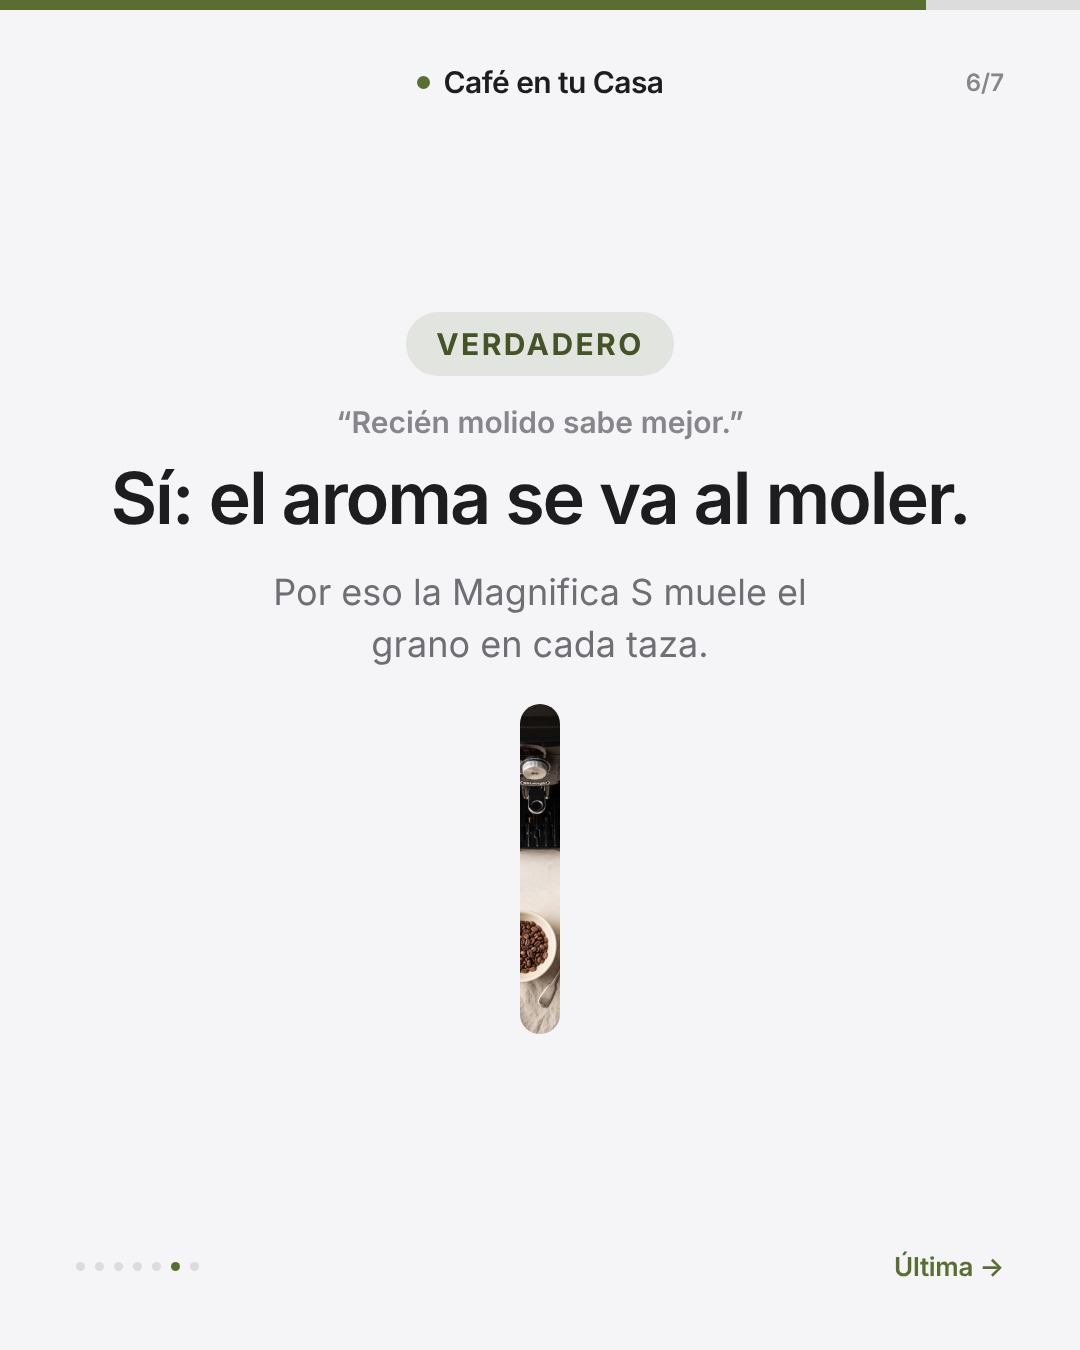 Café en tu Casa
6/7
VERDADERO
“Recién molido sabe mejor.”
Sí: el aroma se va al moler.
Por eso la Magnifica S muele el
grano en cada taza.
Última →